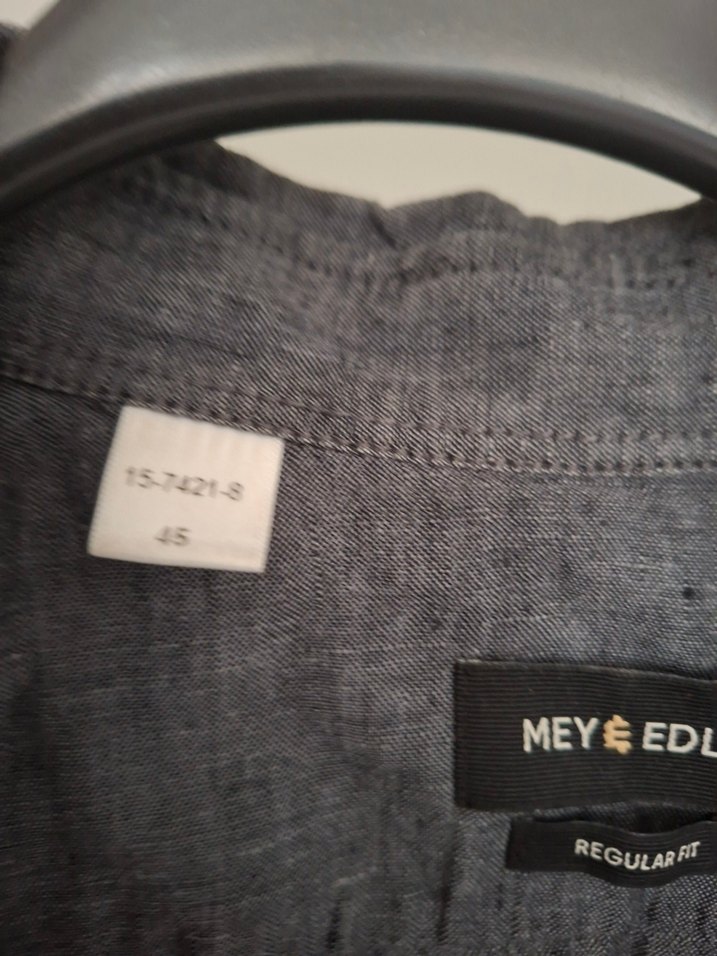 15-7421-8
45
MEY & EDL
REGULAR FIT